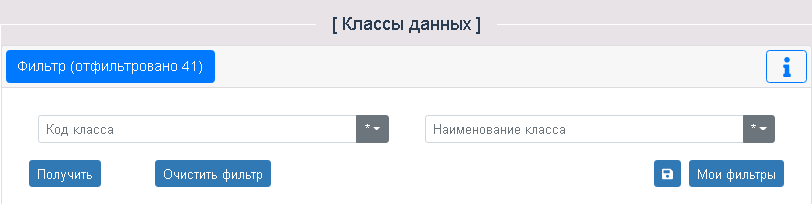 [ Классы данных ]
Фильтр (отфильтровано 41)
i
Код класса
*
Наименование класса
*
Получить
Очистить фильтр
Мои фильтры